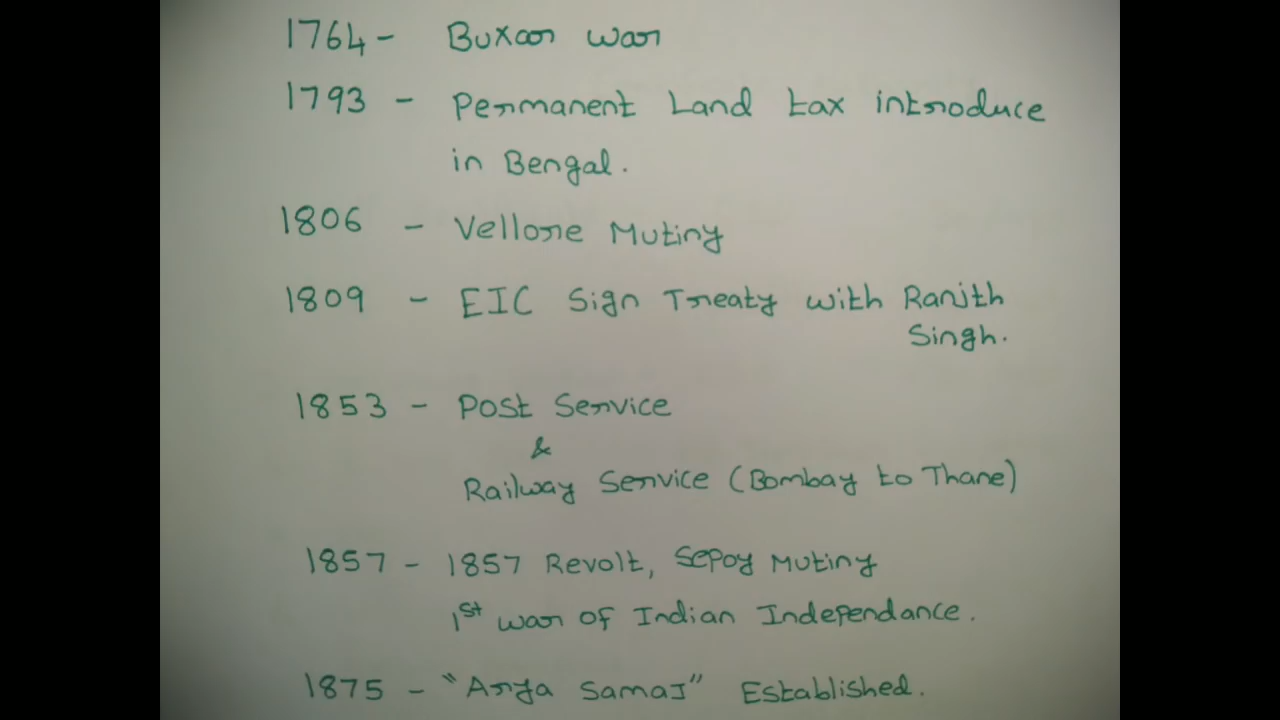 1764 - Buxar war
1793 - Permanent Land tax introduce
in Bengal.
1806 - Vellore Mutiny
1809 - EIC Sign Treaty with Ranjth
Singh.
1853 - Post Service
&
Railway Service (Bombay to Thane)
1857 - 1857 Revolt, Sepoy Mutiny
1st war of Indian Independance.
1875 - "Arya Samaj" Established.